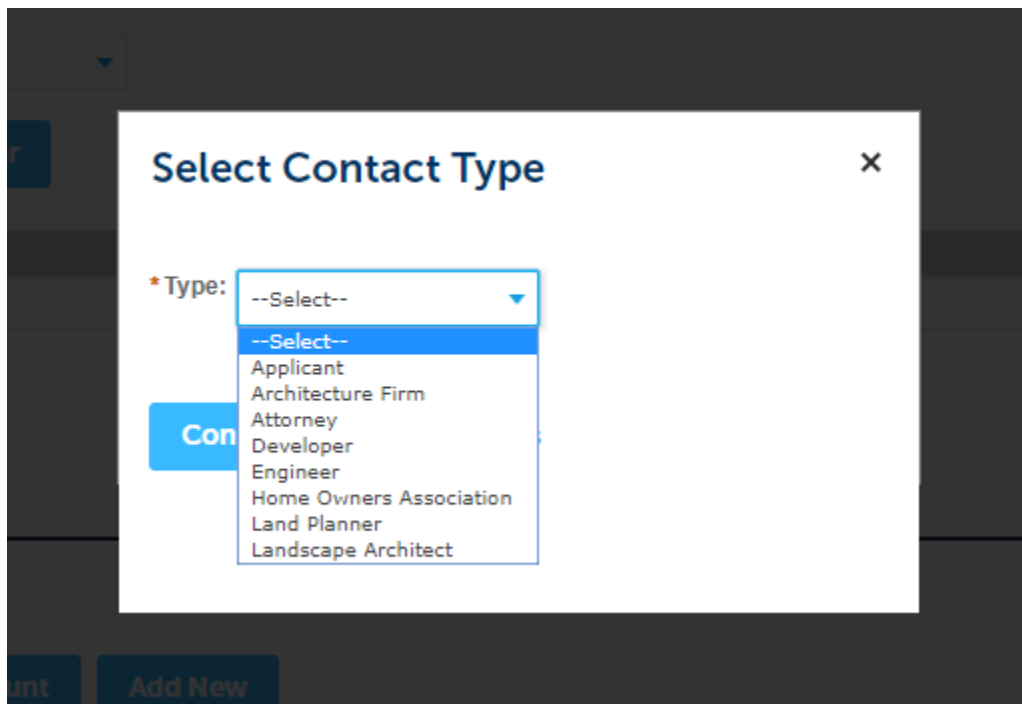 Select Contact Type ×
*Type: --Select--
--Select--
Applicant
Architecture Firm
Attorney
Developer
Engineer
Home Owners Association
Land Planner
Landscape Architect
Add New